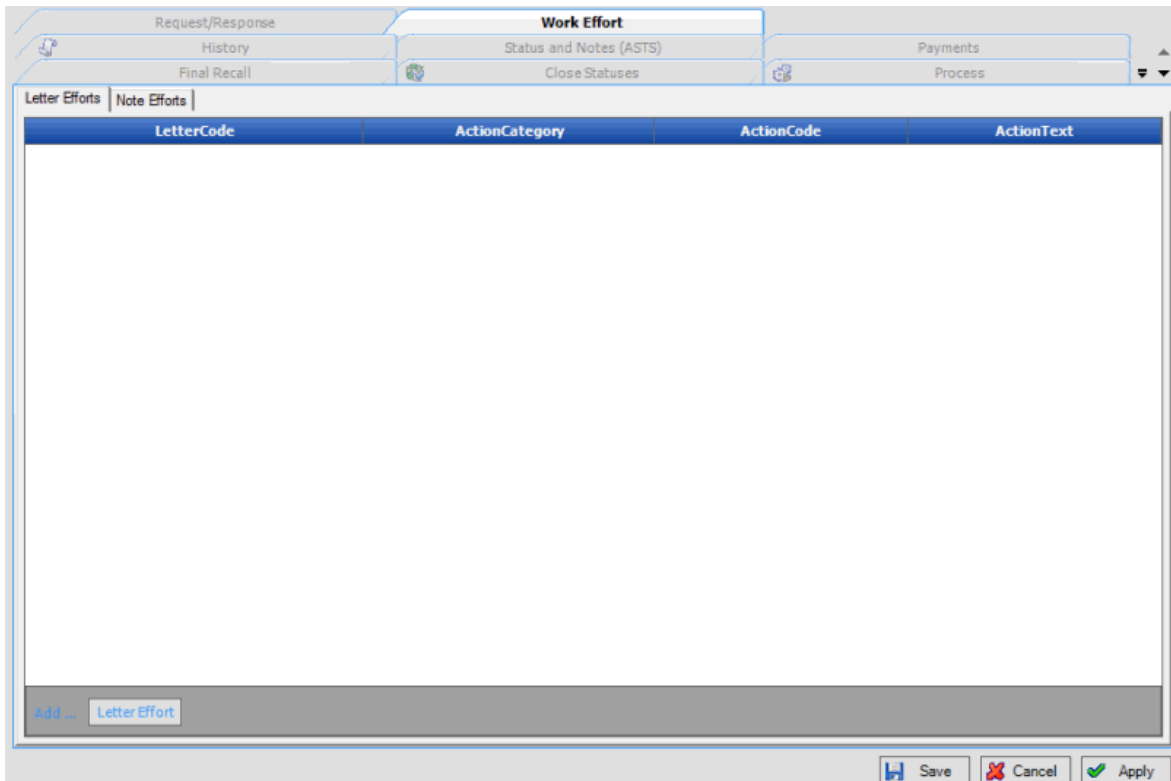 Request/Response Work Effort
History Status and Notes (ASTS) Payments
Final Recall Close Statuses Process
Letter Efforts Note Efforts
LetterCode ActionCategory ActionCode ActionText
Add ... Letter Effort
Save Cancel Apply